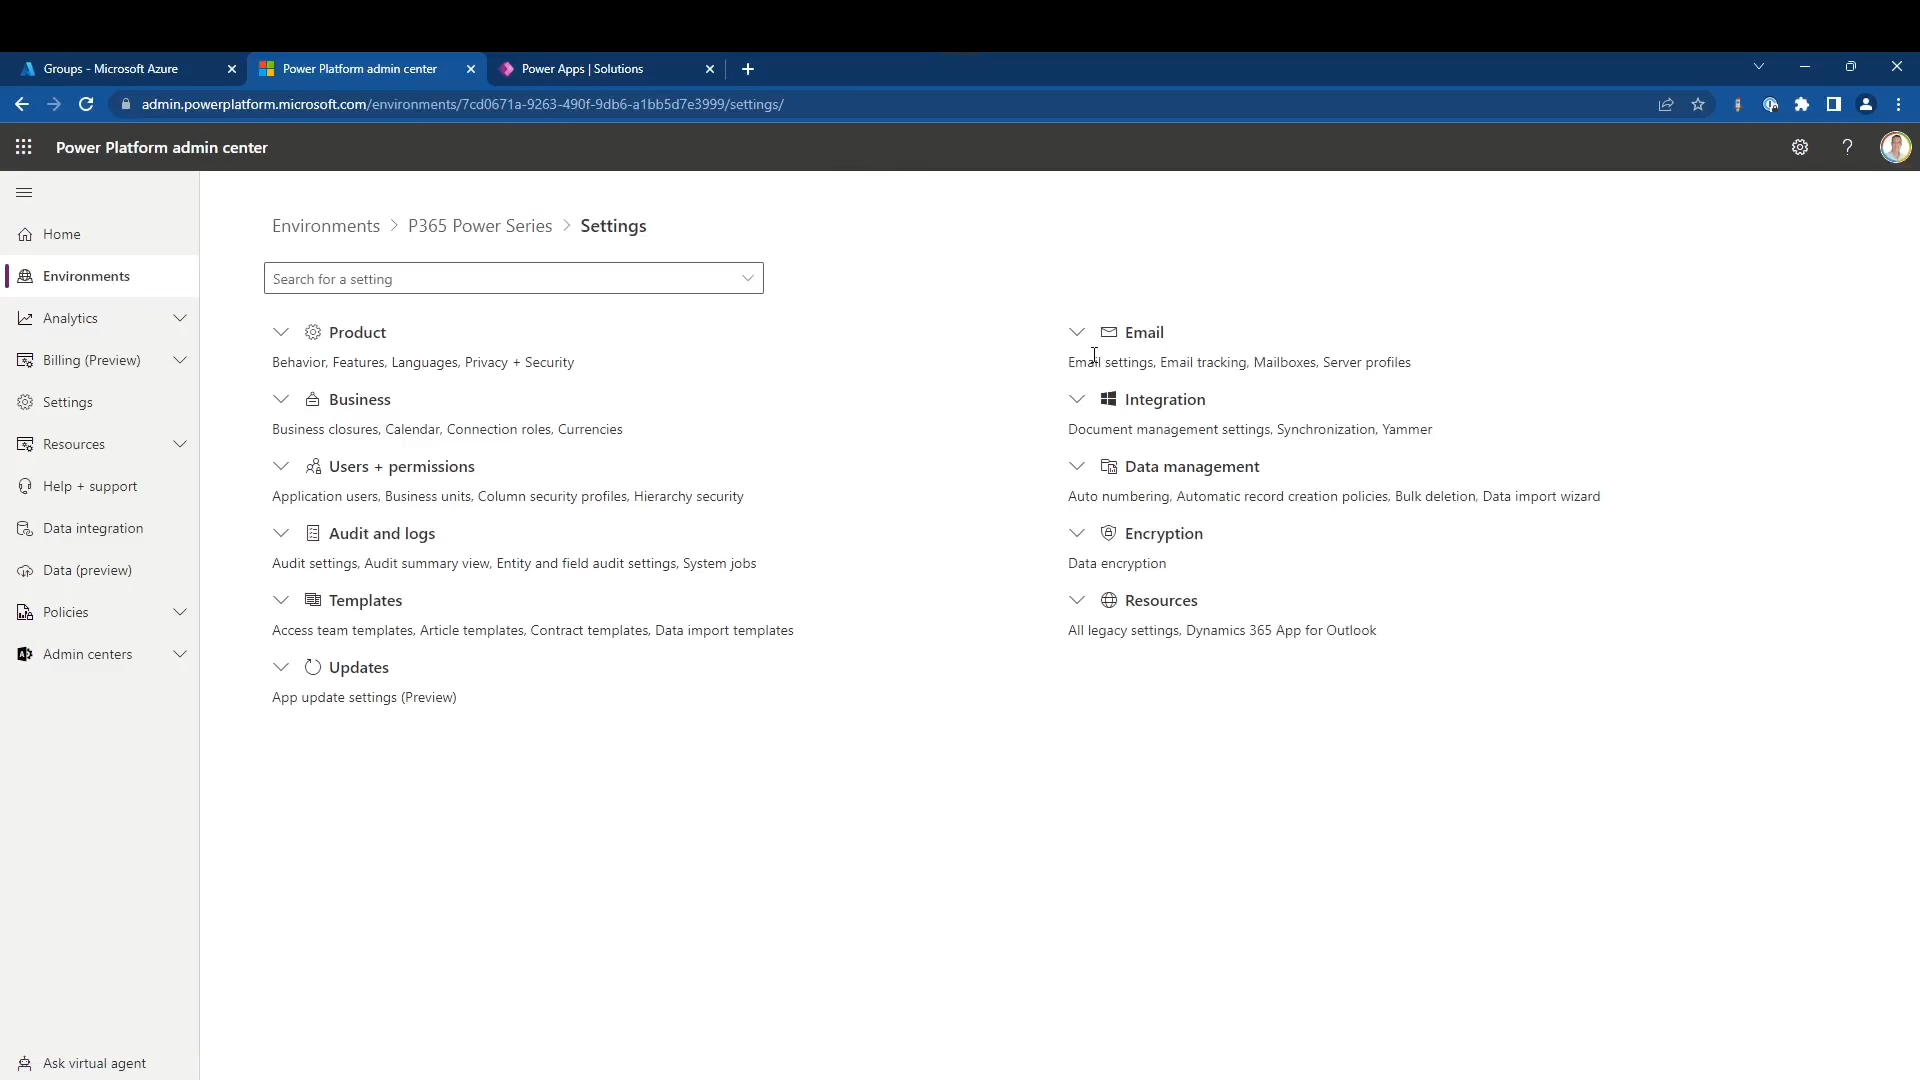 Groups - Microsoft Azure
Power Platform admin center
Power Apps | Solutions
admin.powerplatform.microsoft.com/environments/7cd0671a-9263-490f-9db6-a1bb5d7e3999/settings/
Power Platform admin center
Home
Environments
Analytics
Billing (Preview)
Settings
Resources
Help + support
Data integration
Data (preview)
Policies
Admin centers
Ask virtual agent
Environments > P365 Power Series > Settings
Search for a setting
Product
Behavior, Features, Languages, Privacy + Security
Business
Business closures, Calendar, Connection roles, Currencies
Users + permissions
Application users, Business units, Column security profiles, Hierarchy security
Audit and logs
Audit settings, Audit summary view, Entity and field audit settings, System jobs
Templates
Access team templates, Article templates, Contract templates, Data import templates
Updates
App update settings (Preview)
Email
Email settings, Email tracking, Mailboxes, Server profiles
Integration
Document management settings, Synchronization, Yammer
Data management
Auto numbering, Automatic record creation policies, Bulk deletion, Data import wizard
Encryption
Data encryption
Resources
All legacy settings, Dynamics 365 App for Outlook